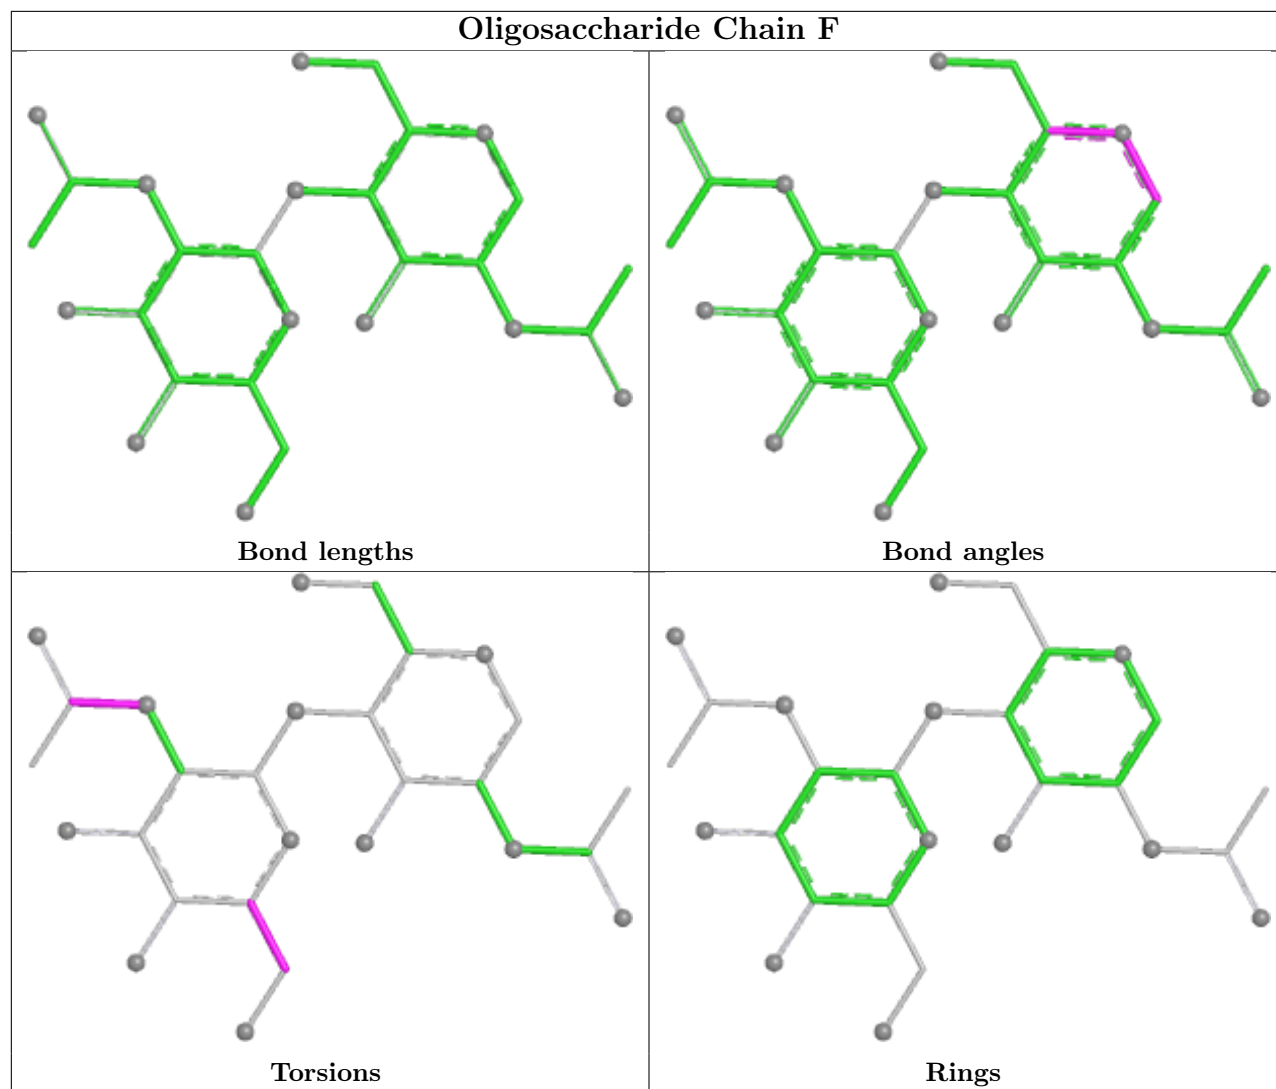 Oligosaccharide Chain F
Bond lengths
Bond angles
Torsions
Rings